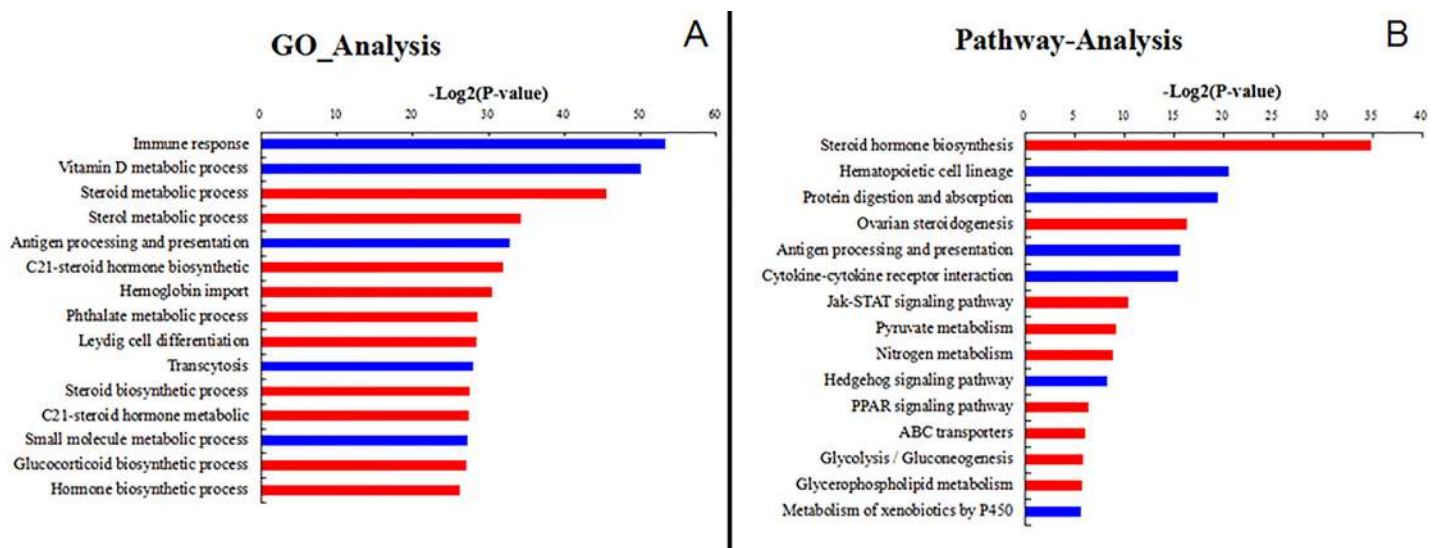 GO_Analysis
A
-Log2(P-value)
0 10 20 30 40 50 60
Immune response
Vitamin D metabolic process
Steroid metabolic process
Sterol metabolic process
Antigen processing and presentation
C21-steroid hormone biosynthetic
Hemoglobin import
Phthalate metabolic process
Leydig cell differentiation
Transcytosis
Steroid biosynthetic process
C21-steroid hormone metabolic
Small molecule metabolic process
Glucocorticoid biosynthetic process
Hormone biosynthetic process
Pathway-Analysis
B
-Log2(P-value)
0 5 10 15 20 25 30 35 40
Steroid hormone biosynthesis
Hematopoietic cell lineage
Protein digestion and absorption
Ovarian steroidogenesis
Antigen processing and presentation
Cytokine-cytokine receptor interaction
Jak-STAT signaling pathway
Pyruvate metabolism
Nitrogen metabolism
Hedgehog signaling pathway
PPAR signaling pathway
ABC transporters
Glycolysis / Gluconeogenesis
Glycerophospholipid metabolism
Metabolism of xenobiotics by P450